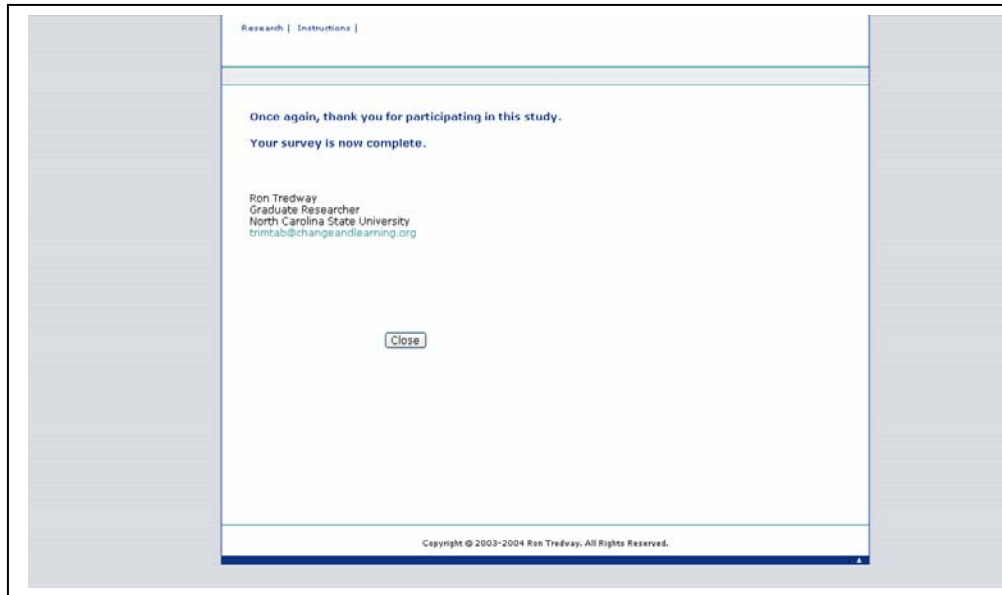 Research | Instructions |
Once again, thank you for participating in this study.
Your survey is now complete.
Ron Tredway
Graduate Researcher
North Carolina State University
trimtab@changeandlearning.org
Close
Copyright © 2003-2004 Ron Tredway. All Rights Reserved.